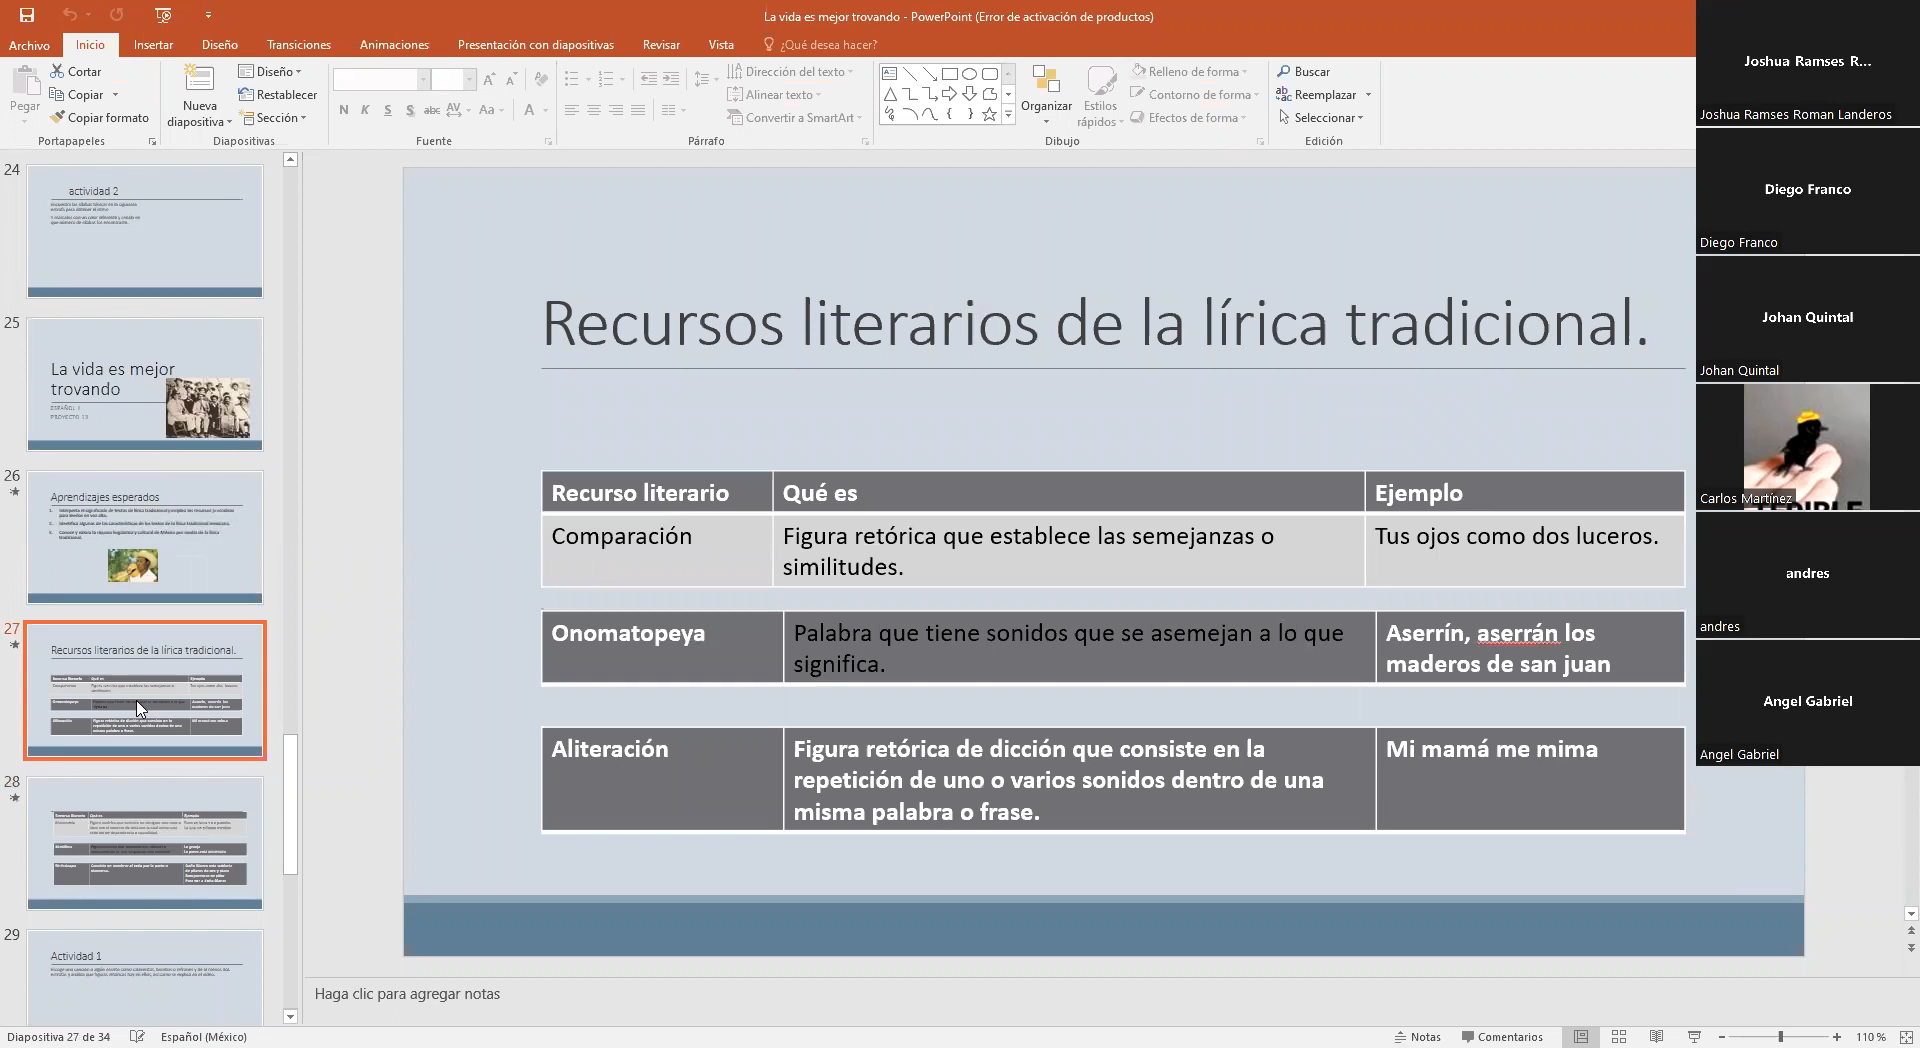 La vida es mejor trovando - PowerPoint (Error de activación de productos)
Archivo Inicio Insertar Diseño Transiciones Animaciones Presentación con diapositivas Revisar Vista ¿Qué desea hacer?
Pegar
Cortar
Copiar
Copiar formato
Portapapeles
Nueva
diapositiva
Diseño
Restablecer
Sección
Diapositivas
N K S S abc AV Aa A
Fuente
Dirección del texto
Alinear texto
Convertir a SmartArt
Párrafo
Organizar
Estilos
rápidos
Relleno de forma
Contorno de forma
Efectos de forma
Dibujo
Buscar
Reemplazar
Seleccionar
Edición
24
actividad 2
25
La vida es mejor
trovando
26
Aprendizajes esperados
27
Recursos literarios de la lírica tradicional.
28
29
Actividad 1
Recursos literarios de la lírica tradicional.
Recurso literario Qué es Ejemplo
Comparación Figura retórica que establece las semejanzas o Tus ojos como dos luceros.
similitudes.
Onomatopeya Palabra que tiene sonidos que se asemejan a lo que Aserrín, aserrán los
significa. maderos de san juan
Aliteración Figura retórica de dicción que consiste en la Mi mamá me mima
repetición de uno o varios sonidos dentro de una
misma palabra o frase.
Haga clic para agregar notas
Diapositiva 27 de 34 Español (México) Notas Comentarios 110 %
Joshua Ramses R...
Joshua Ramses Roman Landeros
Diego Franco
Diego Franco
Johan Quintal
Johan Quintal
Carlos Martínez
andres
andres
Angel Gabriel
Angel Gabriel